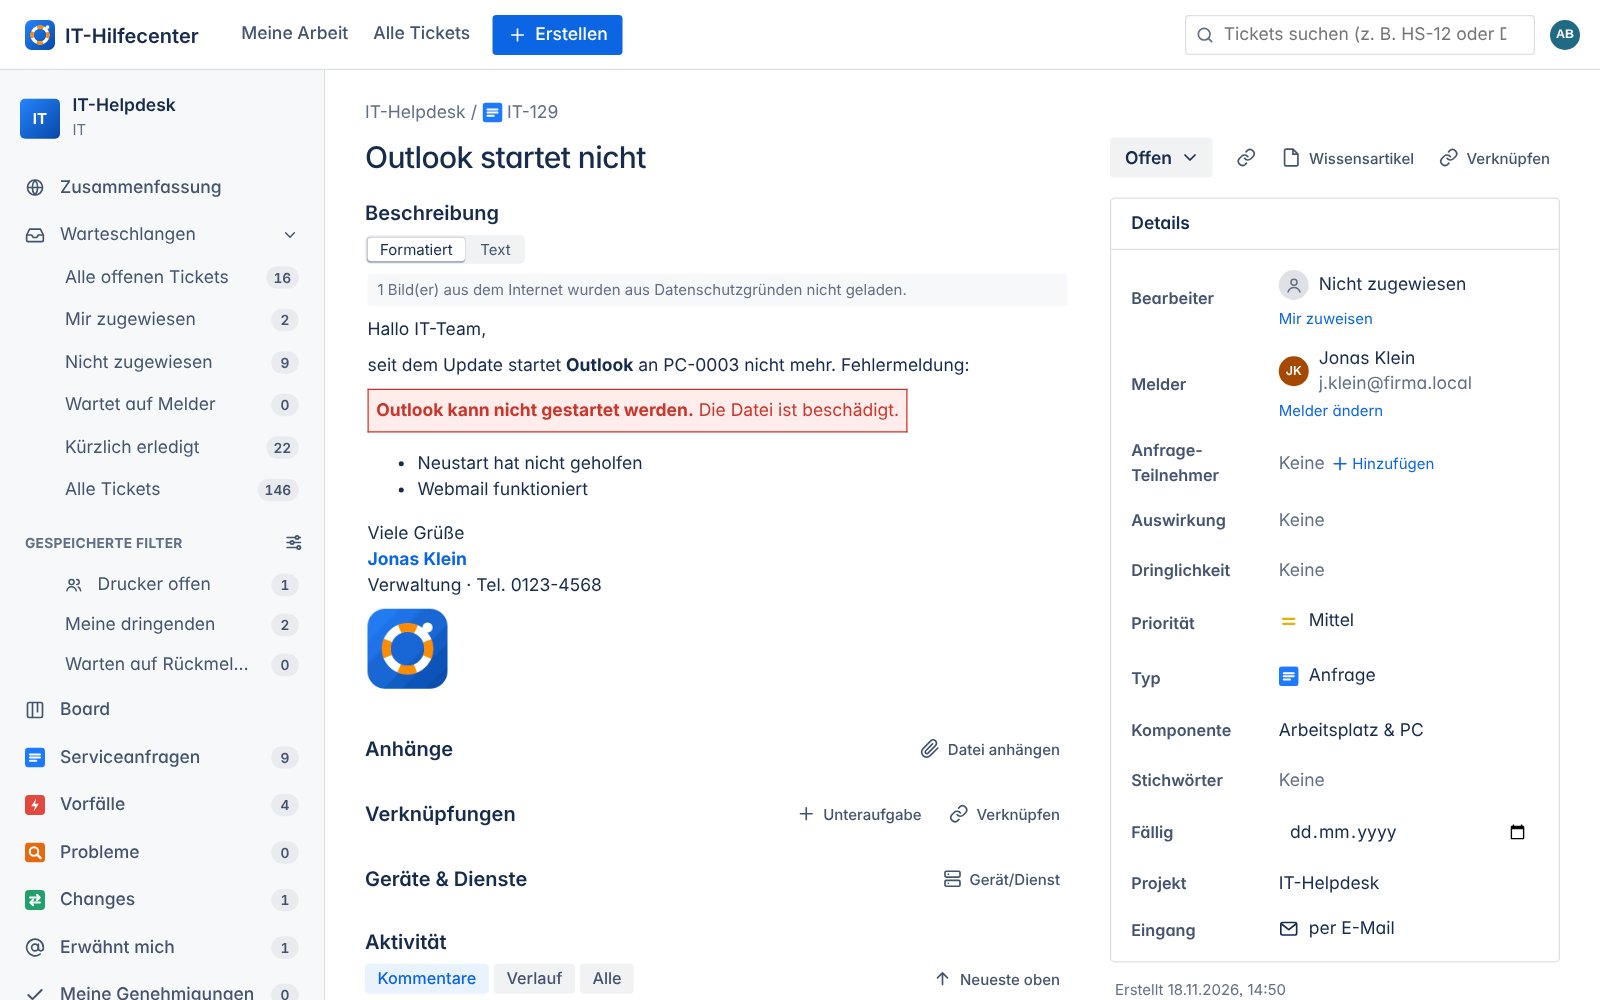 IT-Hilfecenter
Meine Arbeit
Alle Tickets
Erstellen
Tickets suchen (z. B. HS-12 oder D
AB
IT
IT-Helpdesk
IT
Zusammenfassung
Warteschlangen
Alle offenen Tickets 16
Mir zugewiesen 2
Nicht zugewiesen 9
Wartet auf Melder 0
Kürzlich erledigt 22
Alle Tickets 146
GESPEICHERTE FILTER
Drucker offen 1
Meine dringenden 2
Warten auf Rückmel... 0
Board
Serviceanfragen 9
Vorfälle 4
Probleme 0
Changes 1
Erwähnt mich 1
Meine Genehmigungen 0
IT-Helpdesk / IT-129
Outlook startet nicht
Beschreibung
Formatiert Text
1 Bild(er) aus dem Internet wurden aus Datenschutzgründen nicht geladen.
Hallo IT-Team,
seit dem Update startet Outlook an PC-0003 nicht mehr. Fehlermeldung:
Outlook kann nicht gestartet werden. Die Datei ist beschädigt.
• Neustart hat nicht geholfen
• Webmail funktioniert
Viele Grüße
Jonas Klein
Verwaltung · Tel. 0123-4568
Anhänge
Datei anhängen
Verknüpfungen
Unteraufgabe
Verknüpfen
Geräte & Dienste
Gerät/Dienst
Aktivität
Kommentare Verlauf Alle
Neueste oben
Offen
Wissensartikel
Verknüpfen
Details
Bearbeiter
Nicht zugewiesen
Mir zuweisen
Melder
JK
Jonas Klein
j.klein@firma.local
Melder ändern
Anfrage-
Teilnehmer
Keine + Hinzufügen
Auswirkung Keine
Dringlichkeit Keine
Priorität Mittel
Typ Anfrage
Komponente Arbeitsplatz & PC
Stichwörter Keine
Fällig dd.mm.yyyy
Projekt IT-Helpdesk
Eingang per E-Mail
Erstellt 18.11.2026, 14:50